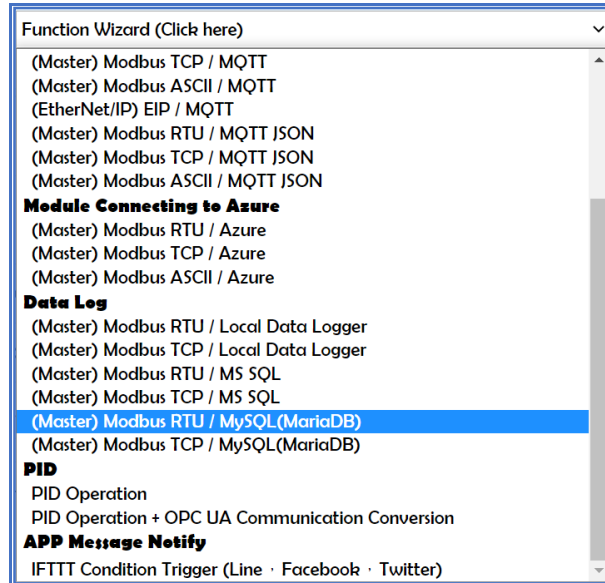 Function Wizard (Click here)
(Master) Modbus TCP / MQTT
(Master) Modbus ASCII / MQTT
(EtherNet/IP) EIP / MQTT
(Master) Modbus RTU / MQTT JSON
(Master) Modbus TCP / MQTT JSON
(Master) Modbus ASCII / MQTT JSON
Module Connecting to Azure
(Master) Modbus RTU / Azure
(Master) Modbus TCP / Azure
(Master) Modbus ASCII / Azure
Data Log
(Master) Modbus RTU / Local Data Logger
(Master) Modbus TCP / Local Data Logger
(Master) Modbus RTU / MS SQL
(Master) Modbus TCP / MS SQL
(Master) Modbus RTU / MySQL(MariaDB)
(Master) Modbus TCP / MySQL(MariaDB)
PID
PID Operation
PID Operation + OPC UA Communication Conversion
APP Message Notify
IFTTT Condition Trigger (Line、Facebook、Twitter)